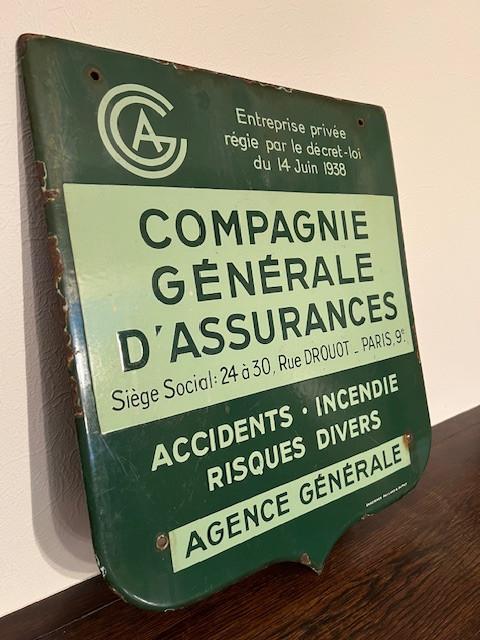 CGA
Entreprise privée
régie par le décret-loi
du 14 Juin 1938
COMPAGNIE
GÉNÉRALE
D'ASSURANCES
Siège Social: 24 à 30, Rue DROUOT - PARIS, 9e
ACCIDENTS · INCENDIE
RISQUES DIVERS
AGENCE GÉNÉRALE